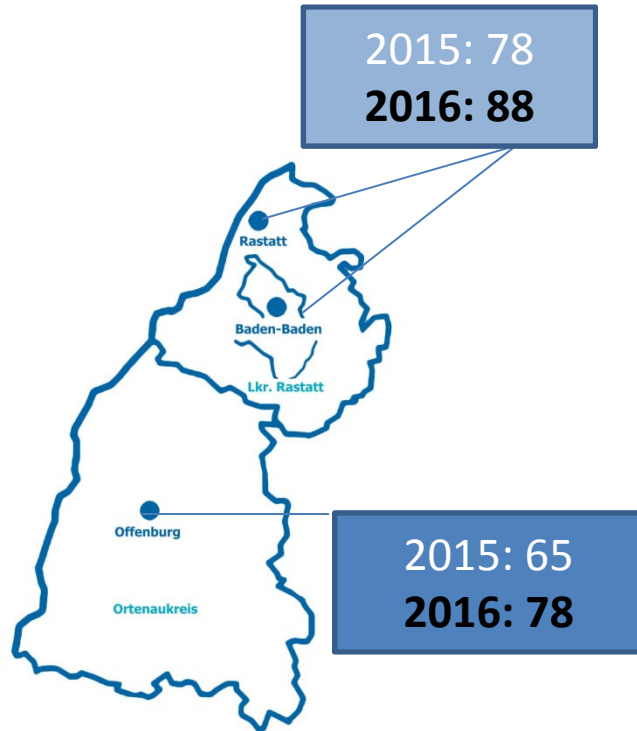 2015: 78
2016: 88
Rastatt
Baden-Baden
Lkr. Rastatt
Offenburg
2015: 65
2016: 78
Ortenaukreis